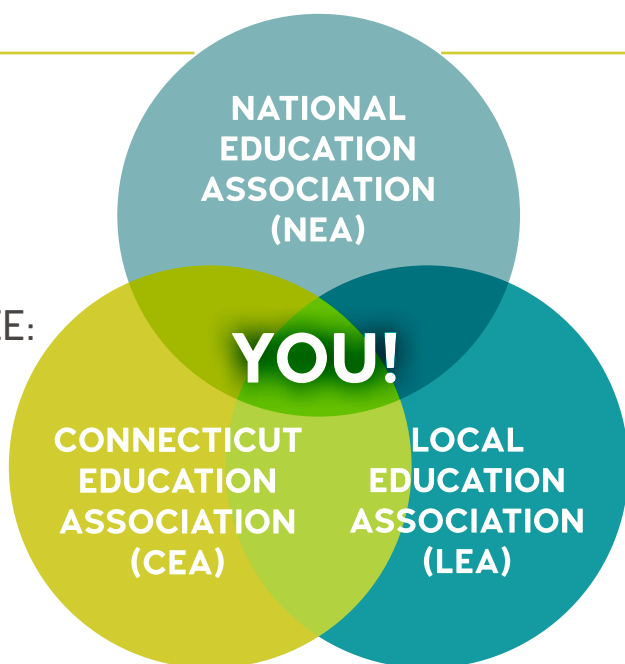 NATIONAL
EDUCATION
ASSOCIATION
(NEA)
E:
YOU!
CONNECTICUT
EDUCATION
ASSOCIATION
(CEA)
LOCAL
EDUCATION
ASSOCIATION
(LEA)